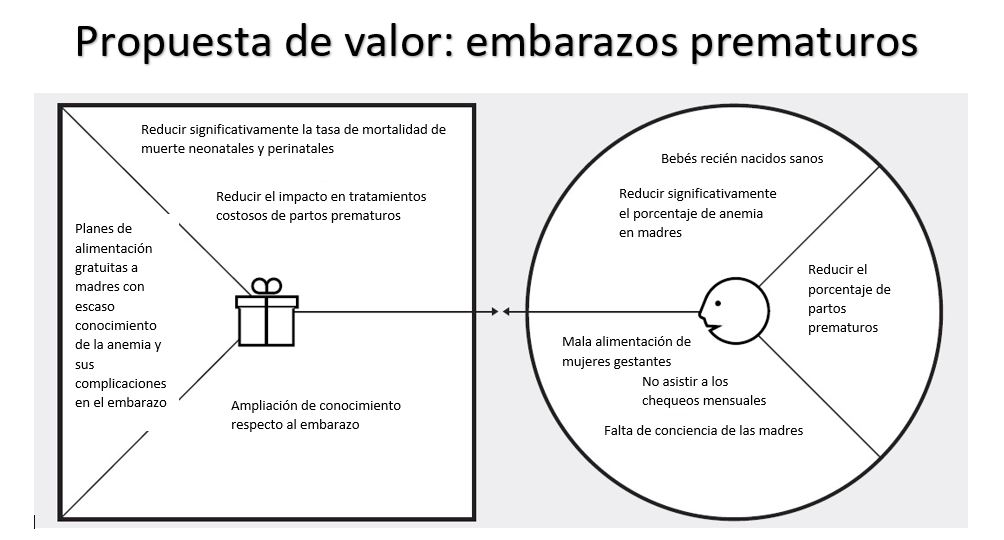 Propuesta de valor: embarazos prematuros
Reducir significativamente la tasa de mortalidad de
muerte neonatales y perinatales
Reducir el impacto en tratamientos
costosos de partos prematuros
Planes de
alimentación
gratuitas a
madres con
escaso
conocimiento
de la anemia y
sus
complicaciones
en el embarazo
Ampliación de conocimiento
respecto al embarazo
Bebés recién nacidos sanos
Reducir significativamente
el porcentaje de anemia
en madres
Reducir el
porcentaje de
partos
prematuros
Mala alimentación de
mujeres gestantes
No asistir a los
chequeos mensuales
Falta de conciencia de las madres